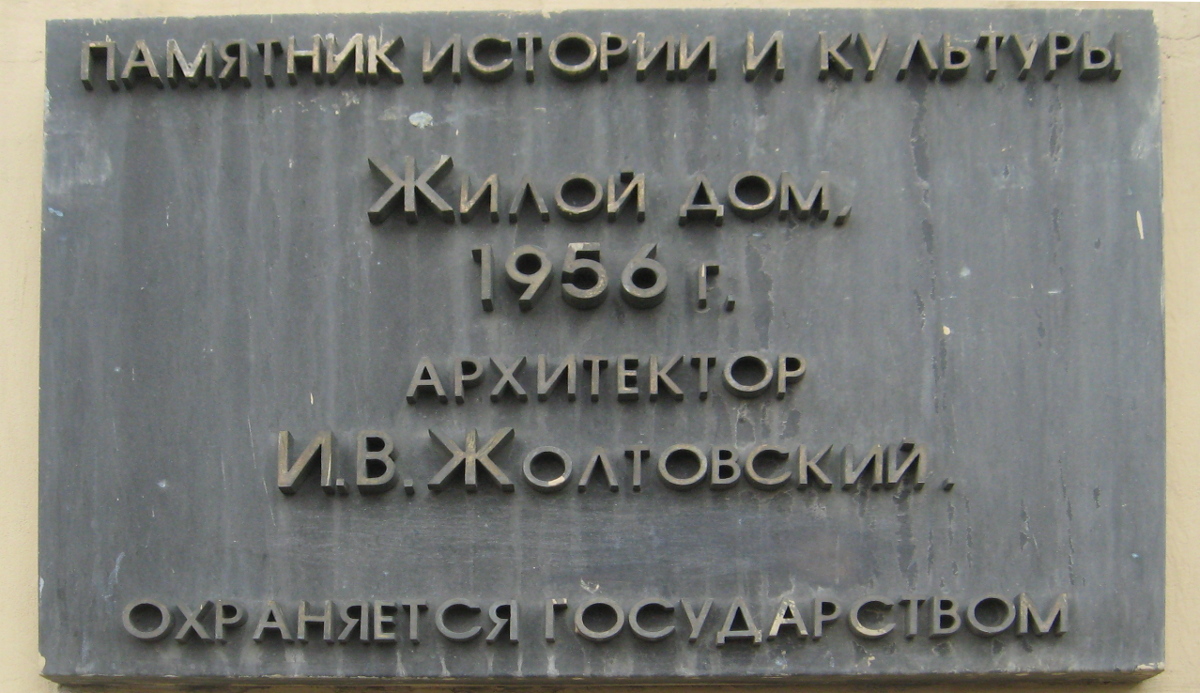 ПАМЯТНИК ИСТОРИИ И КУЛЬТУРЫ
Жилой дом,
1956 г.
АРХИТЕКТОР
И.В. Жолтовский.
ОХРАНЯЕТСЯ ГОСУДАРСТВОМ